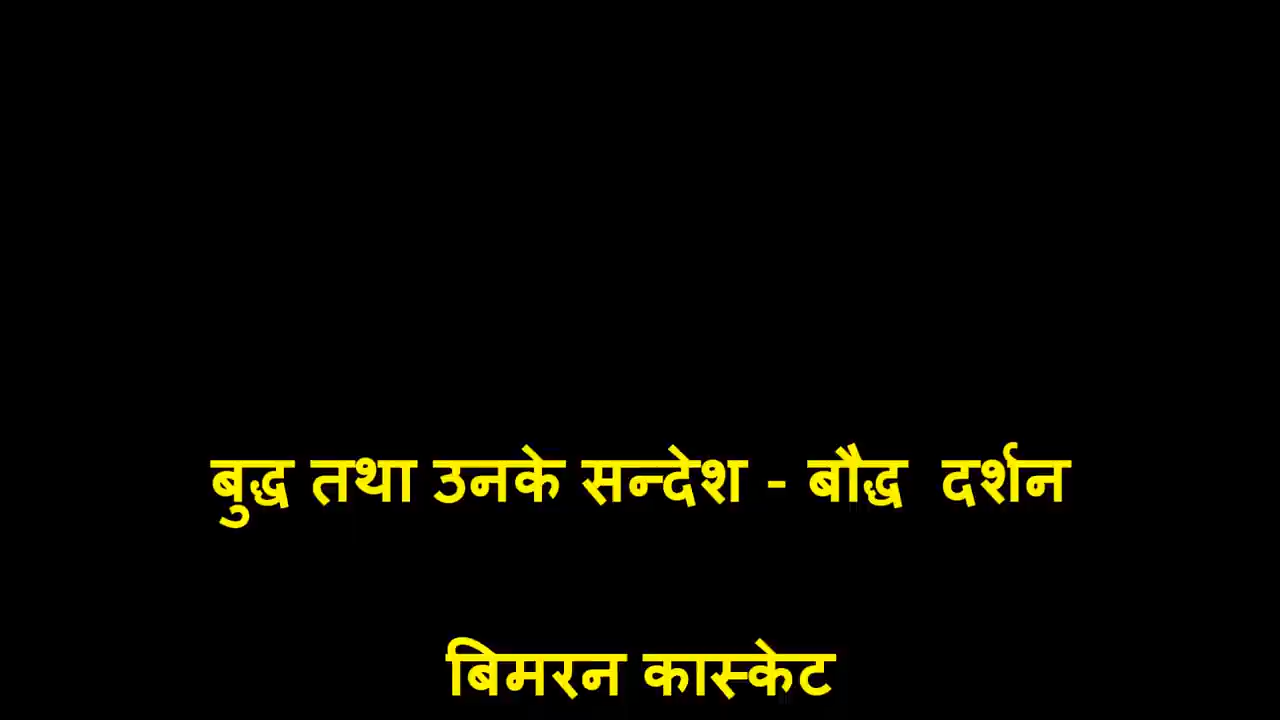 बुद्ध तथा उनके सन्देश - बौद्ध  दर्शन
बिमरन कास्केट